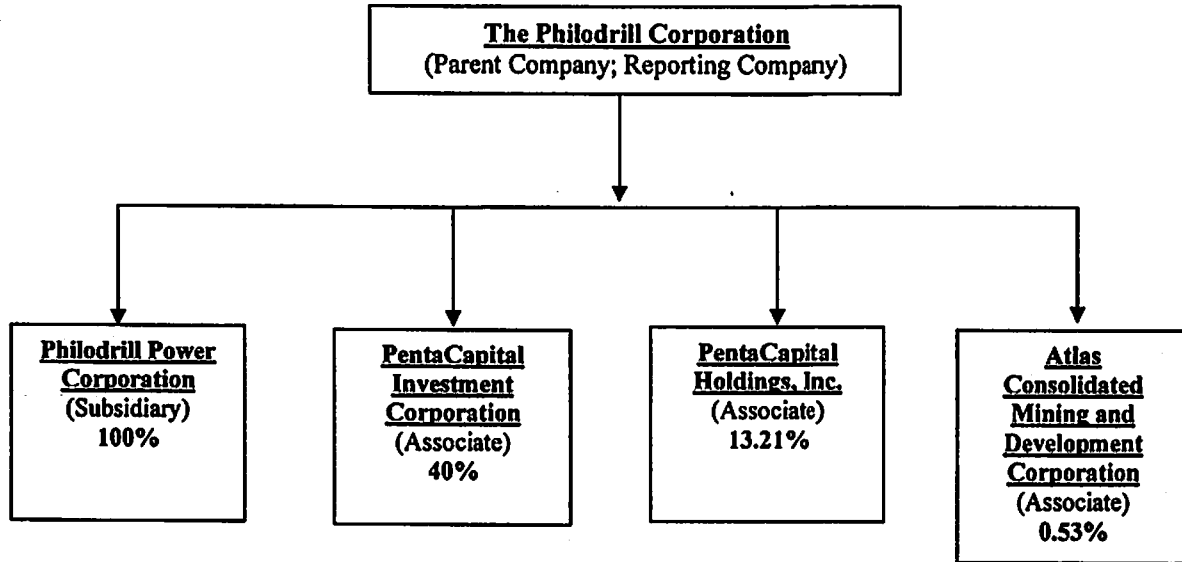 The Philodrill Corporation
(Parent Company; Reporting Company)
Philodrill Power
Corporation
(Subsidiary)
100%
PentaCapital
Investment
Corporation
(Associate)
40%
PentaCapital
Holdings, Inc.
(Associate)
13.21%
Atlas
Consolidated
Mining and
Development
Corporation
(Associate)
0.53%